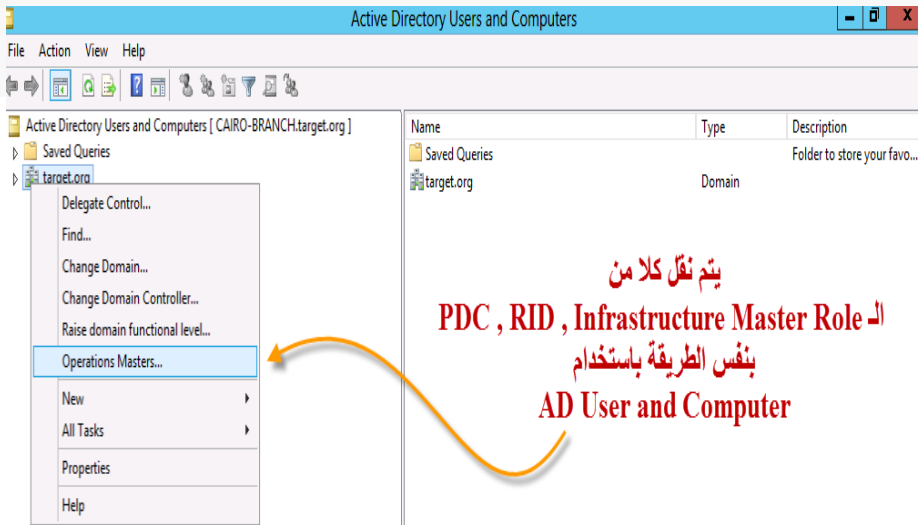 Active Directory Users and Computers
File Action View Help
Active Directory Users and Computers [ CAIRO-BRANCH.target.org ]
Saved Queries
target.org
Delegate Control...
Find...
Change Domain...
Change Domain Controller...
Raise domain functional level...
Operations Masters...
New
All Tasks
Properties
Help
Name Type Description
Saved Queries Folder to store your favo...
target.org Domain
يتم نقل كلا من
الـ PDC , RID , Infrastructure Master Role
بنفس الطريقة باستخدام
AD User and Computer